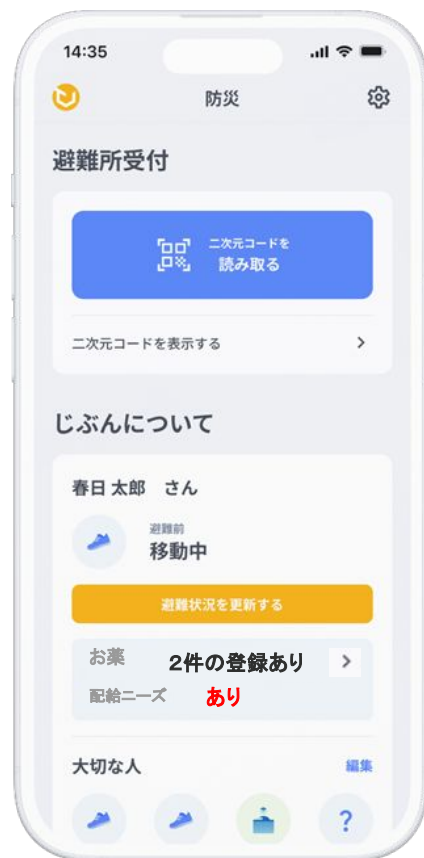 14:35
防災
避難所受付
二次元コードを
読み取る
二次元コードを表示する
じぶんについて
春日 太郎 さん
避難前
移動中
避難状況を更新する
お薬 2件の登録あり
配給ニーズ あり
大切な人 編集
?